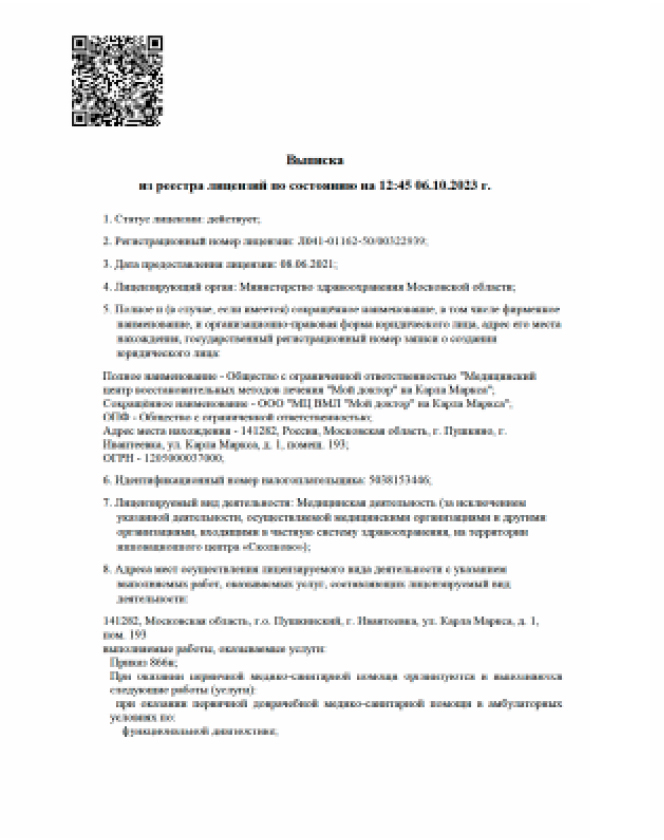 Выписка
из реестра лицензий по состоянию на 12:45 06.10.2023 г.
1. Статус лицензии: действует;
2. Регистрационный номер лицензии: Л041-01162-50/00322939;
3. Дата предоставления лицензии: 08.06.2021;
4. Лицензирующий орган: Министерство здравоохранения Московской области;
5. Полное и (в случае, если имеется) сокращённое наименование, в том числе фирменное
наименование, и организационно-правовая форма юридического лица, адрес его места
нахождения, государственный регистрационный номер записи о создании
юридического лица:
Полное наименование - Общество с ограниченной ответственностью "Медицинский
центр восстановительных методов лечения "Мой доктор" на Карла Маркса";
Сокращённое наименование - ООО "МЦ ВМЛ "Мой доктор" на Карла Маркса";
ОПФ - Общество с ограниченной ответственностью;
Адрес места нахождения - 141282, Россия, Московская область, г. Пушкино, г.
Ивантеевка, ул. Карла Маркса, д. 1, помещ. 193;
ОГРН - 1205000037000;
6. Идентификационный номер налогоплательщика: 5038153446;
7. Лицензируемый вид деятельности: Медицинская деятельность (за исключением
указанной деятельности, осуществляемой медицинскими организациями и другими
организациями, входящими в частную систему здравоохранения, на территории
инновационного центра «Сколково»);
8. Адреса мест осуществления лицензируемого вида деятельности с указанием
выполняемых работ, оказываемых услуг, составляющих лицензируемый вид
деятельности:
141282, Московская область, г.о. Пушкинский, г. Ивантеевка, ул. Карла Маркса, д. 1,
пом. 193
выполняемые работы, оказываемые услуги:
Приказ 866н;
При оказании первичной медико-санитарной помощи организуются и выполняются
следующие работы (услуги):
при оказании первичной доврачебной медико-санитарной помощи в амбулаторных
условиях по:
функциональной диагностике;